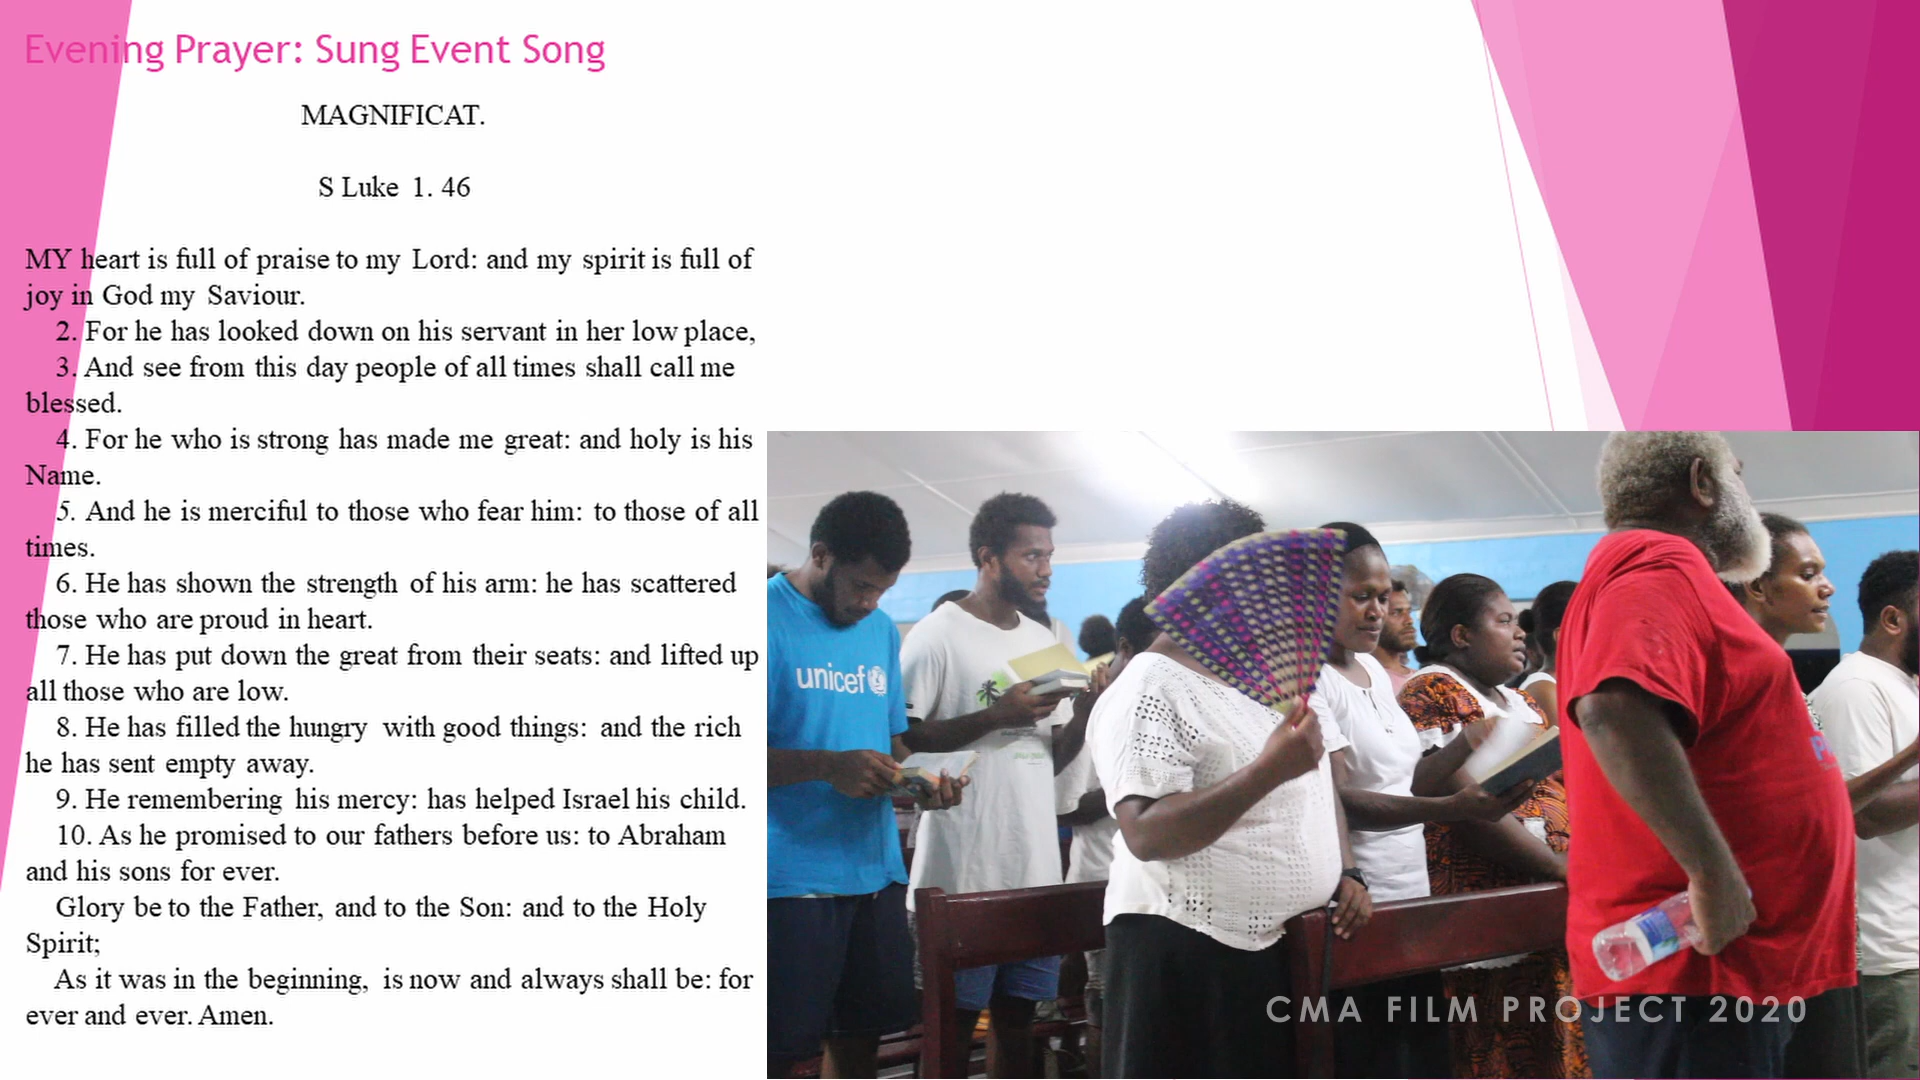 Evening Prayer: Sung Event Song
MAGNIFICAT.
S Luke 1. 46
MY heart is full of praise to my Lord: and my spirit is full of
joy in God my Saviour.
2. For he has looked down on his servant in her low place,
3. And see from this day people of all times shall call me
blessed.
4. For he who is strong has made me great: and holy is his
Name.
5. And he is merciful to those who fear him: to those of all
times.
6. He has shown the strength of his arm: he has scattered
those who are proud in heart.
7. He has put down the great from their seats: and lifted up
all those who are low.
8. He has filled the hungry with good things: and the rich
he has sent empty away.
9. He remembering his mercy: has helped Israel his child.
10. As he promised to our fathers before us: to Abraham
and his sons for ever.
Glory be to the Father, and to the Son: and to the Holy
Spirit;
As it was in the beginning, is now and always shall be: for
ever and ever. Amen.
unicef
CMA FILM PROJECT 2020